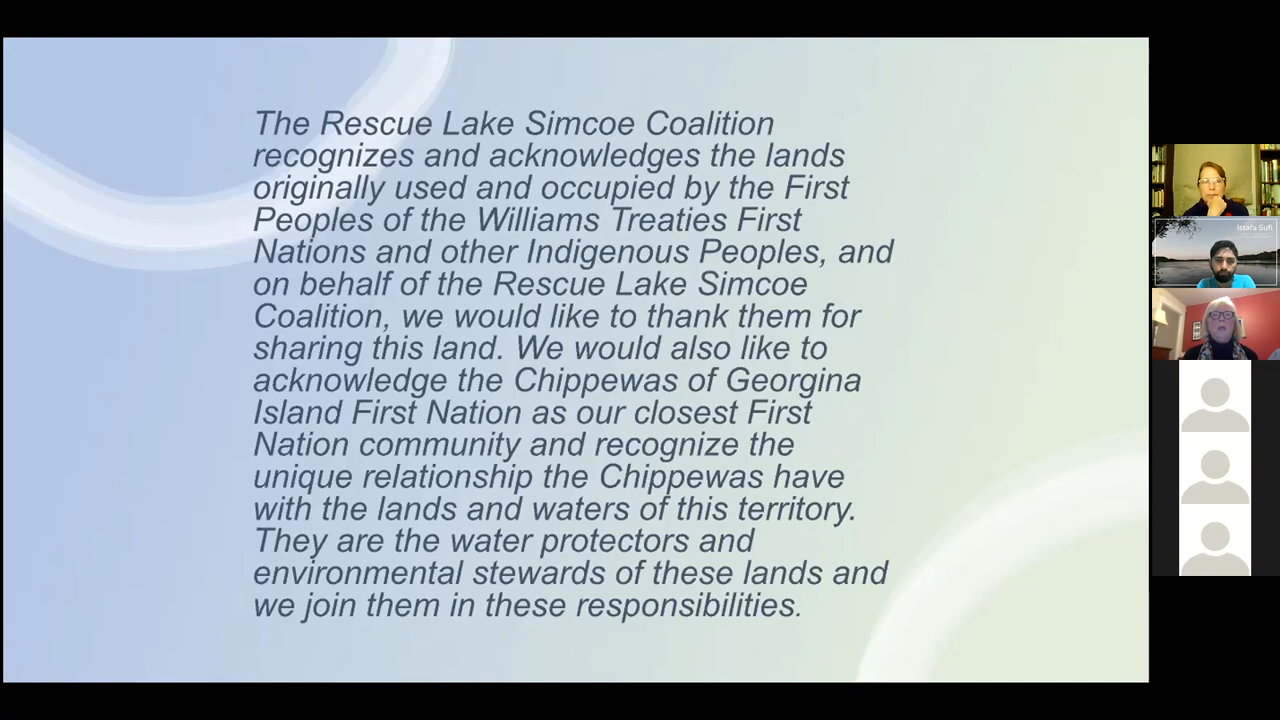 The Rescue Lake Simcoe Coalition
recognizes and acknowledges the lands
originally used and occupied by the First
Peoples of the Williams Treaties First
Nations and other Indigenous Peoples, and
on behalf of the Rescue Lake Simcoe
Coalition, we would like to thank them for
sharing this land. We would also like to
acknowledge the Chippewas of Georgina
Island First Nation as our closest First
Nation community and recognize the
unique relationship the Chippewas have
with the lands and waters of this territory.
They are the water protectors and
environmental stewards of these lands and
we join them in these responsibilities.
Sufi